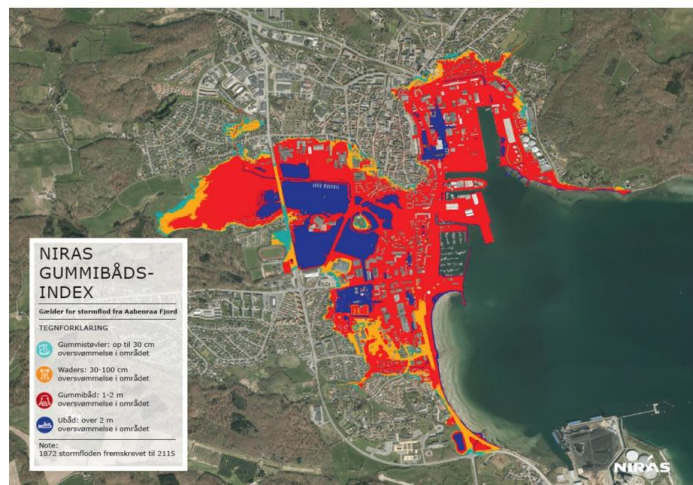 NIRAS
GUMMIBÅDS-
INDEX
Gælder for stormflod fra Aabenraa Fjord
TEGNFORKLARING
Gummistøvler: op til 30 cm
oversvømmelse i området
Waders: 30-100 cm
oversvømmelse i området
Gummibåd: 1-2 m
oversvømmelse i området
Ubåd: over 2 m
oversvømmelse i området
Note:
1872 stormfloden fremskrevet til 2115
NIRAS